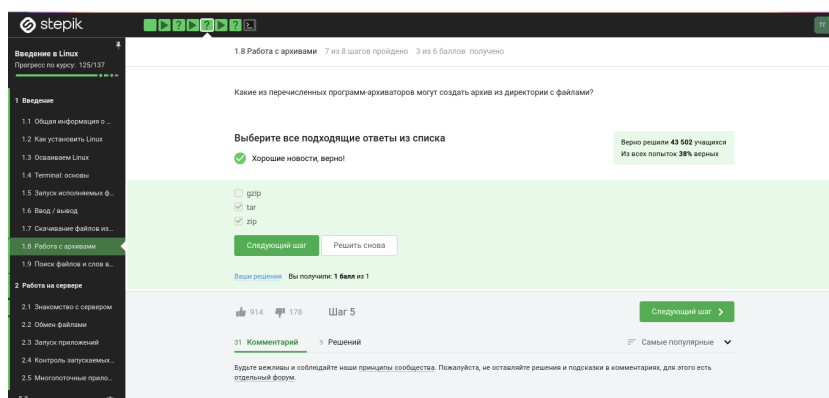 stepik
тг
Введение в Linux
Прогресс по курсу: 125/137
1.8 Работа с архивами 7 из 8 шагов пройдено 3 из 6 баллов получено
1 Введение
1.1 Общая информация о ...
1.2 Как установить Linux
1.3 Осваиваем Linux
1.4 Terminal: основы
1.5 Запуск исполняемых ф...
1.6 Ввод / вывод
1.7 Скачивание файлов из...
1.8 Работа с архивами
1.9 Поиск файлов и слов в...
2 Работа на сервере
2.1 Знакомство с сервером
2.2 Обмен файлами
2.3 Запуск приложений
2.4 Контроль запускаемых...
2.5 Многопоточные прило...
Какие из перечисленных программ-архиваторов могут создать архив из директории с файлами?
Выберите все подходящие ответы из списка
Хорошие новости, верно!
Верно решили 43 502 учащихся
Из всех попыток 38% верных
gzip
tar
zip
Следующий шаг Решить снова
Ваши решения Вы получили: 1 балл из 1
914 178 Шаг 5 Следующий шаг
31 Комментарий 9 Решений Самые популярные
Будьте вежливы и соблюдайте наши принципы сообщества. Пожалуйста, не оставляйте решения и подсказки в комментариях, для этого есть
отдельный форум.